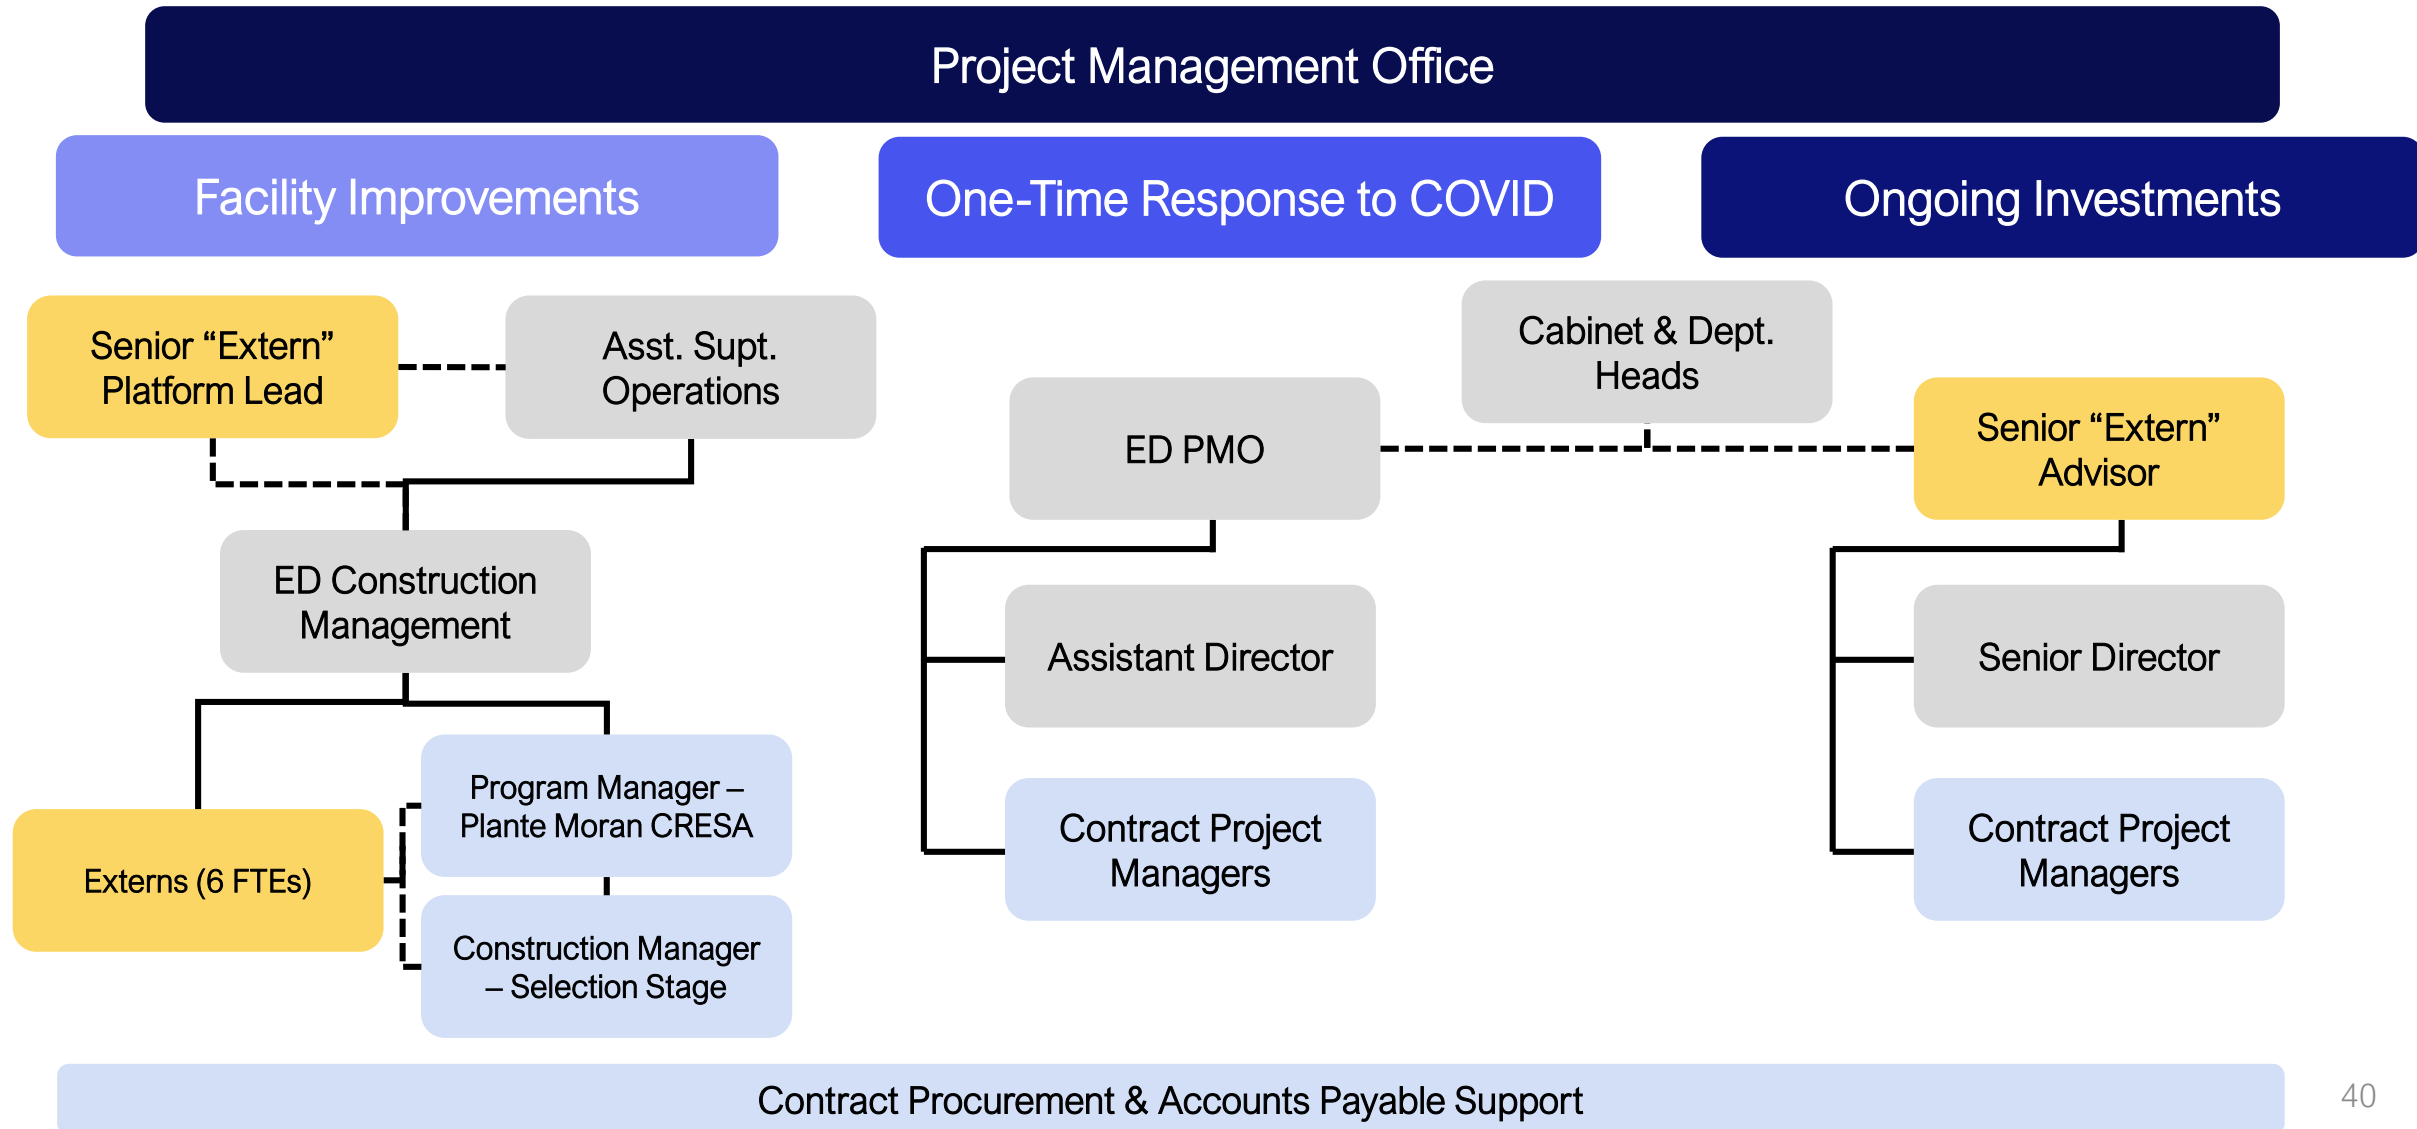 Project Management Office
Facility Improvements
One-Time Response to COVID
Ongoing Investments
Senior “Extern”
Platform Lead
Asst. Supt.
Operations
ED Construction
Management
Externs (6 FTEs)
Program Manager –
Plante Moran CRESA
Construction Manager
– Selection Stage
Cabinet & Dept.
Heads
ED PMO
Assistant Director
Contract Project
Managers
Senior “Extern”
Advisor
Senior Director
Contract Project
Managers
Contract Procurement & Accounts Payable Support
40